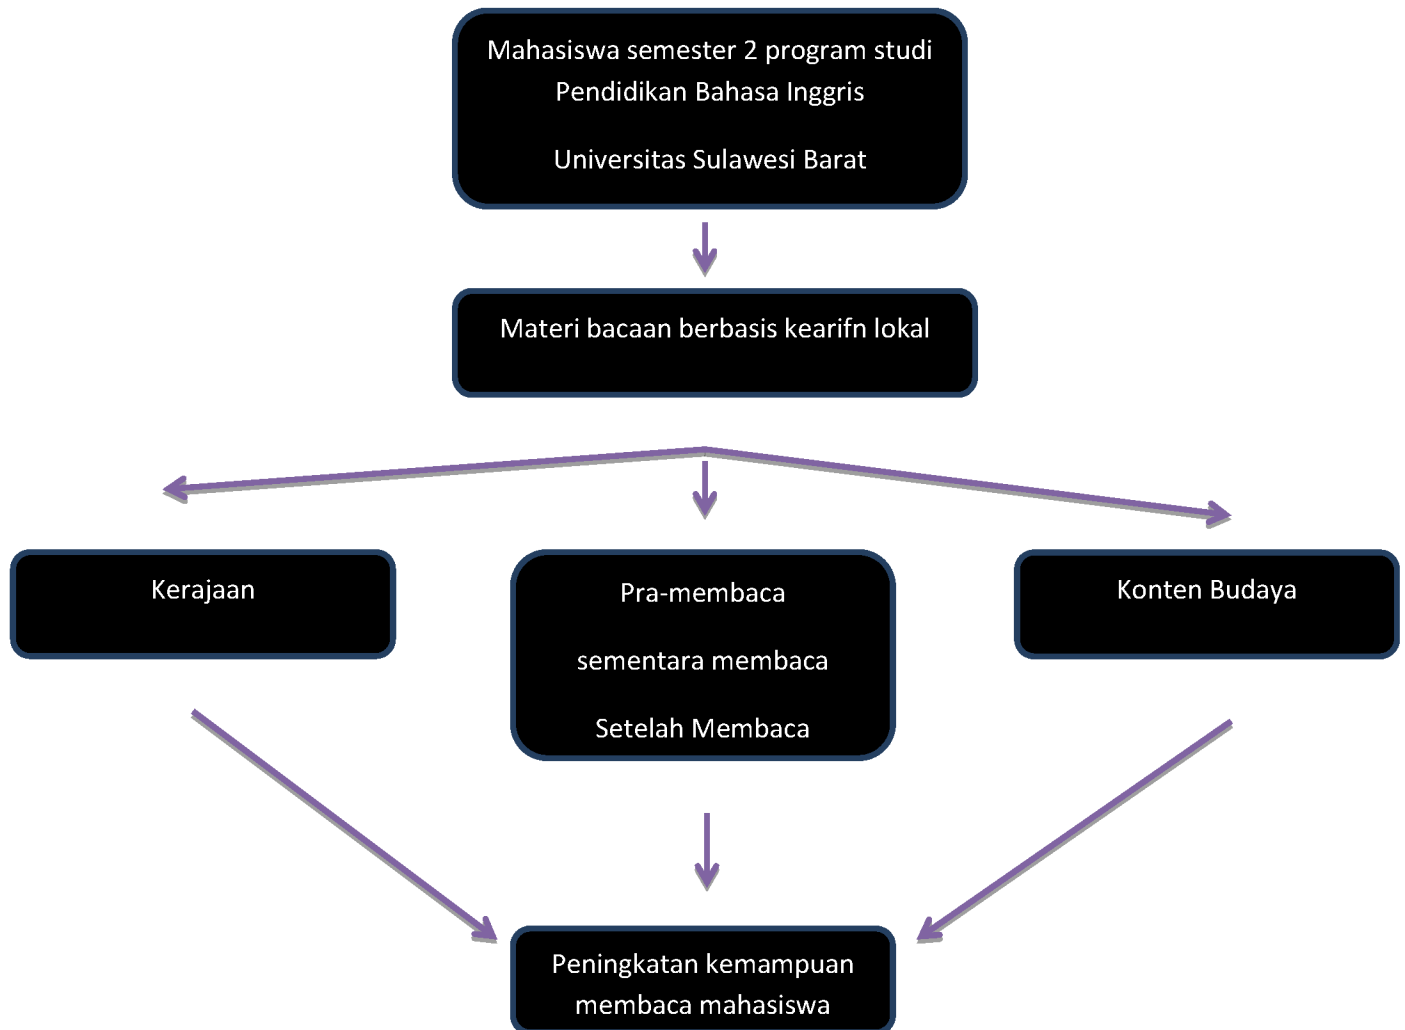 Mahasiswa semester 2 program studi
Pendidikan Bahasa Inggris
Universitas Sulawesi Barat
Materi bacaan berbasis kearifn lokal
Kerajaan
Pra-membaca
sementara membaca
Setelah Membaca
Konten Budaya
Peningkatan kemampuan
membaca mahasiswa